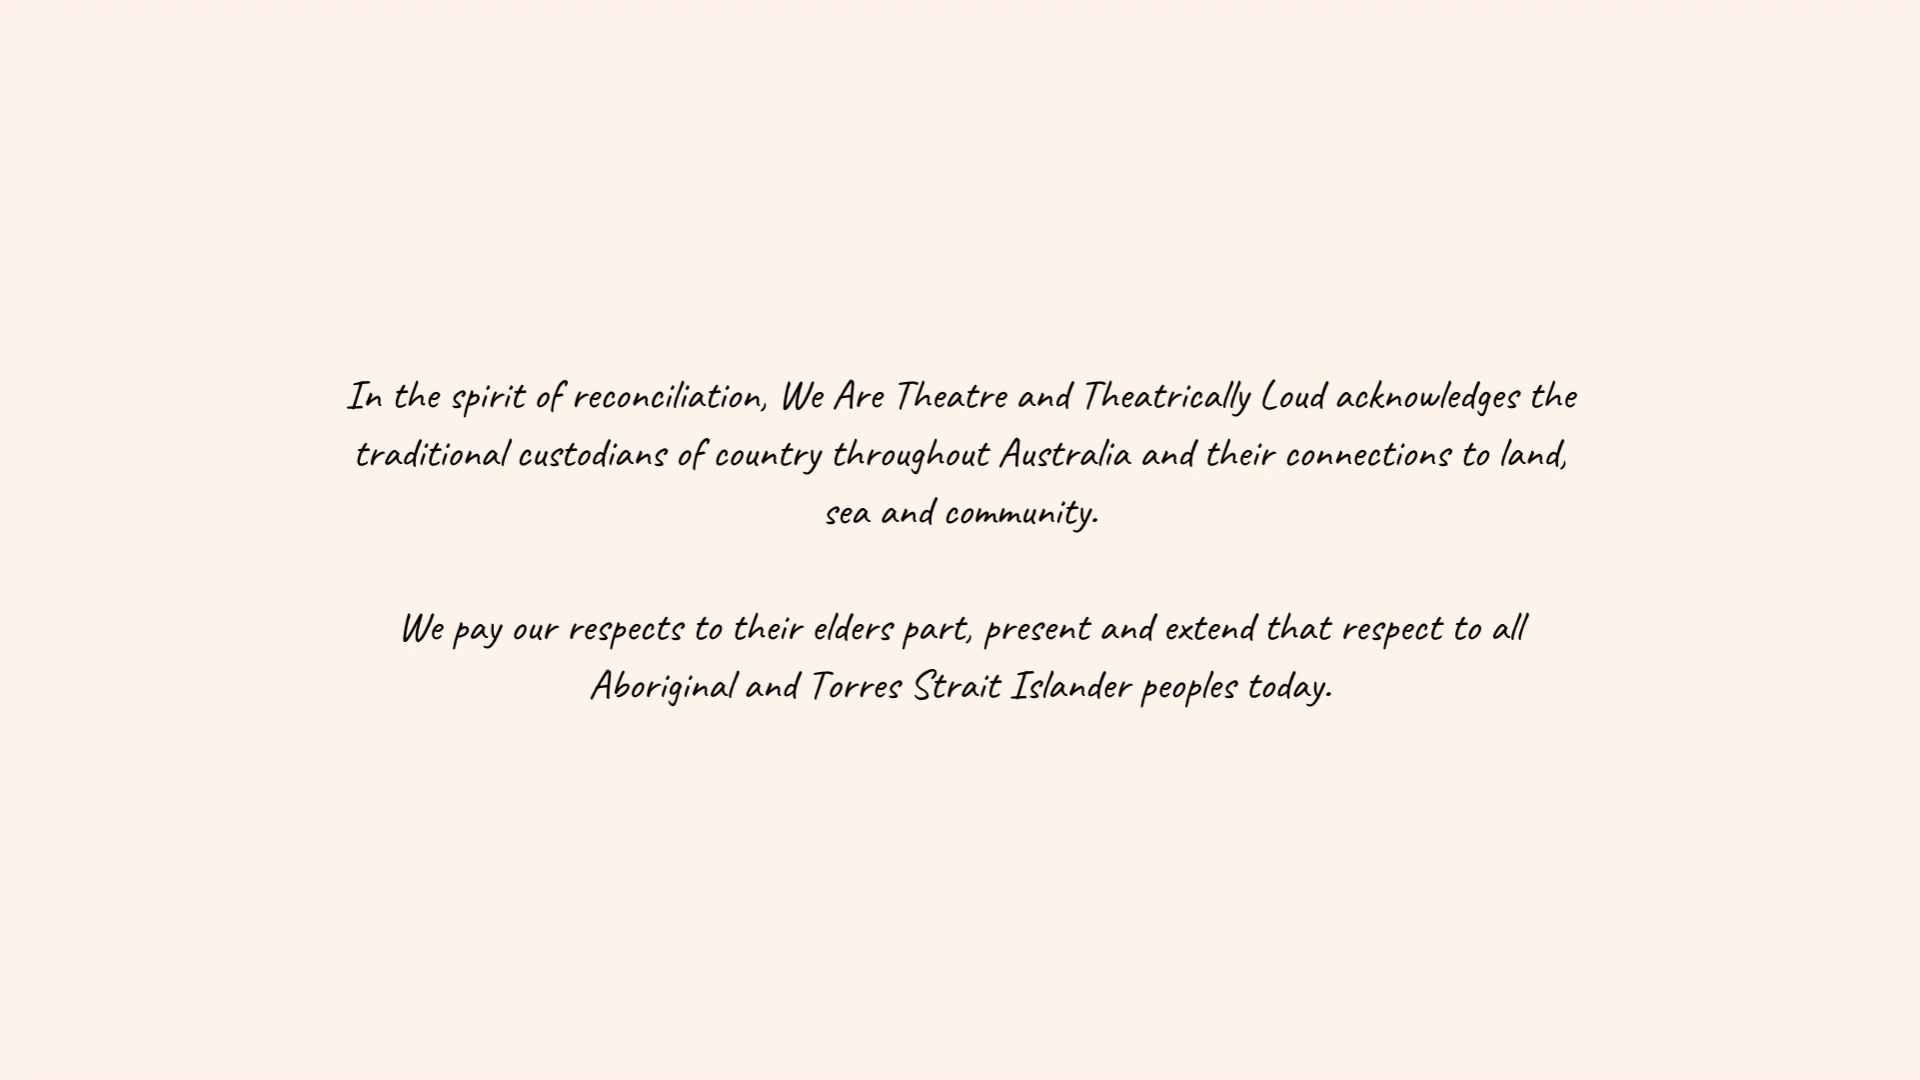 In the spirit of reconciliation, We Are Theatre and Theatrically Loud acknowledges the
traditional custodians of country throughout Australia and their connections to land,
sea and community.
We pay our respects to their elders part, present and extend that respect to all
Aboriginal and Torres Strait Islander peoples today.